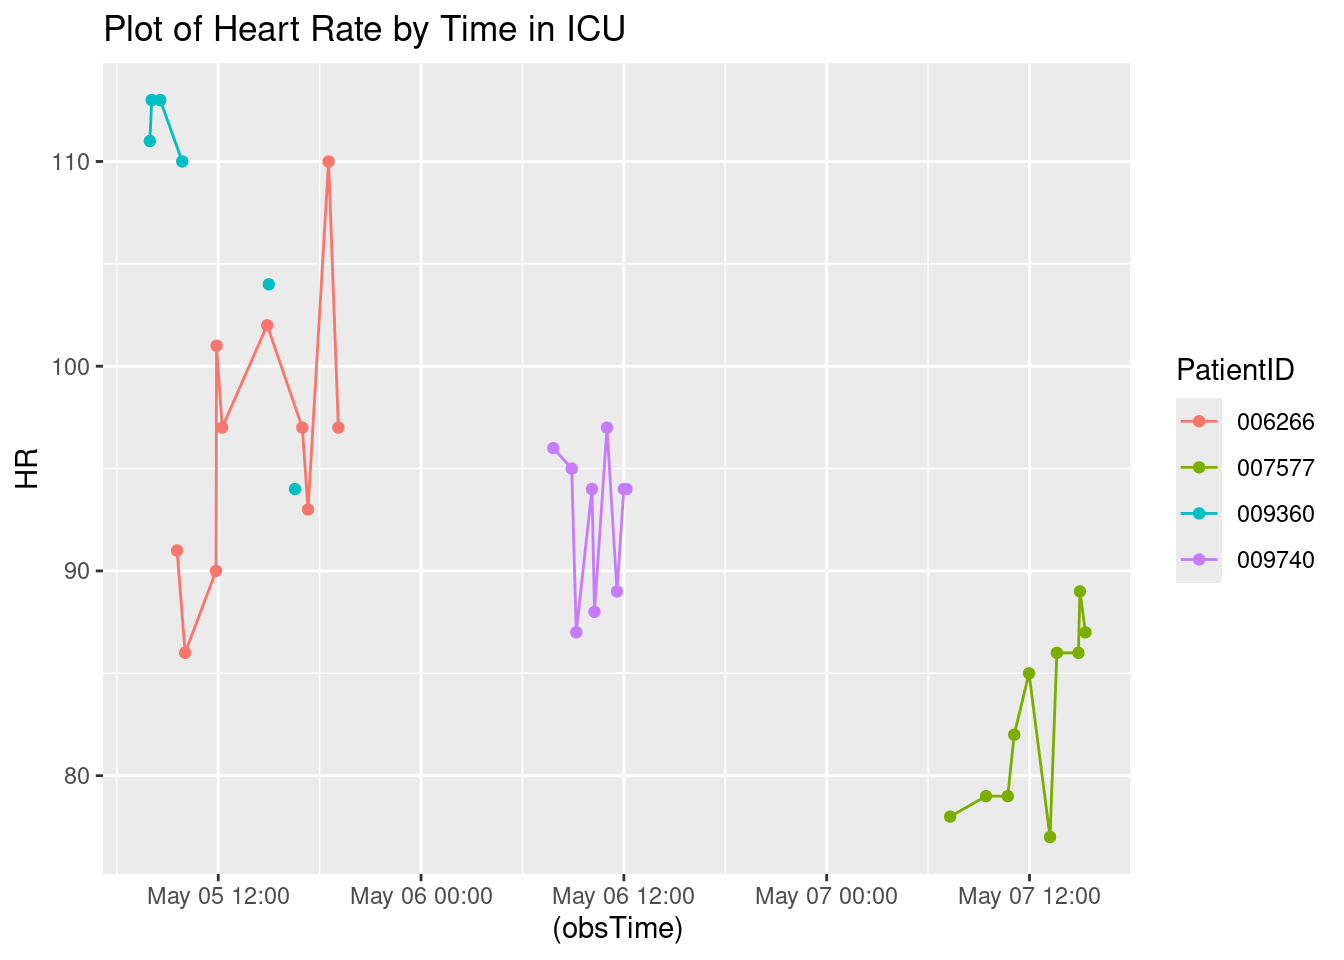 Plot of Heart Rate by Time in ICU
110
100
90
80
HR
May 05 12:00
May 06 00:00
May 06 12:00
May 07 00:00
May 07 12:00
(obsTime)
PatientID
006266
007577
009360
009740